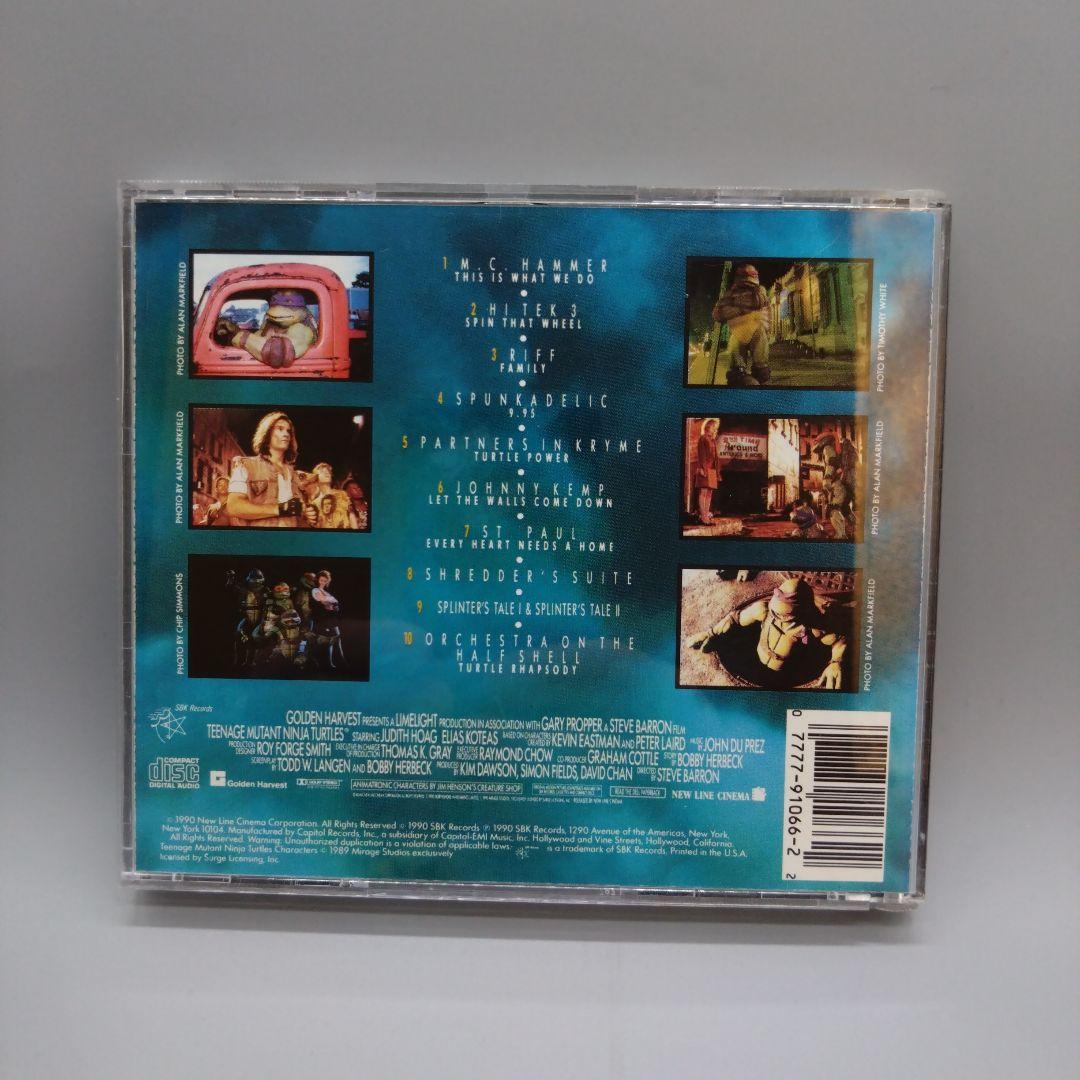 1 M.C. HAMMER
THIS IS WHAT WE DO
2 HI TEK 3
SPIN THAT WHEEL
3 RIFF
FAMILY
4 SPUNKADELIC
9.95
5 PARTNERS IN KRYME
TURTLE POWER
6 JOHNNY KEMP
LET THE WALLS COME DOWN
7 ST. PAUL
EVERY HEART NEEDS A HOME
8 SHREDDER'S SUITE
9 SPLINTER'S TALE I & SPLINTER'S TALE II
10 ORCHESTRA ON THE
HALF SHELL
TURTLE RHAPSODY
PHOTO BY ALAN MARKFIELD
PHOTO BY ALAN MARKFIELD
PHOTO BY CHIP SIMMONS
PHOTO BY TIMOTHY WHITE
PHOTO BY ALAN MARKFIELD
PHOTO BY ALAN MARKFIELD
SBK Records
GOLDEN HARVEST PRESENTS A LIMELIGHT PRODUCTION IN ASSOCIATION WITH GARY PROPPER & STEVE BARRON FILM
TEENAGE MUTANT NINJA TURTLES® STARRING JUDITH HOAG ELIAS KOTEAS BASED ON CHARACTERS CREATED BY KEVIN EASTMAN AND PETER LAIRD MUSIC BY JOHN DU PREZ
PRODUCTION DESIGNER ROY FORGE SMITH EXECUTIVE IN CHARGE OF PRODUCTION THOMAS K. GRAY EXECUTIVE PRODUCER RAYMOND CHOW CO-PRODUCER GRAHAM COTTLE STORY BY BOBBY HERBECK
SCREENPLAY BY TODD W. LANGEN AND BOBBY HERBECK PRODUCED BY KIM DAWSON, SIMON FIELDS, DAVID CHAN DIRECTED BY STEVE BARRON
COMPACT
disc
DIGITAL AUDIO
Golden Harvest
DOLBY STEREO
ANIMATRONIC CHARACTERS BY JIM HENSON'S CREATURE SHOP
READ THE DELL PAPERBACK
NEW LINE CINEMA
© 1990 New Line Cinema Corporation. All Rights Reserved © 1990 SBK Records ℗ 1990 SBK Records, 1290 Avenue of the Americas, New York,
New York 10104. Manufactured by Capitol Records, Inc., a subsidiary of Capitol-EMI Music, Inc. Hollywood and Vine Streets, Hollywood, California.
All Rights Reserved. Warning: Unauthorized duplication is a violation of applicable laws. is a trademark of SBK Records. Printed in the U.S.A.
Teenage Mutant Ninja Turtles Characters © 1989 Mirage Studios exclusively
licensed by Surge Licensing, Inc.
0 7777-91066-2 2